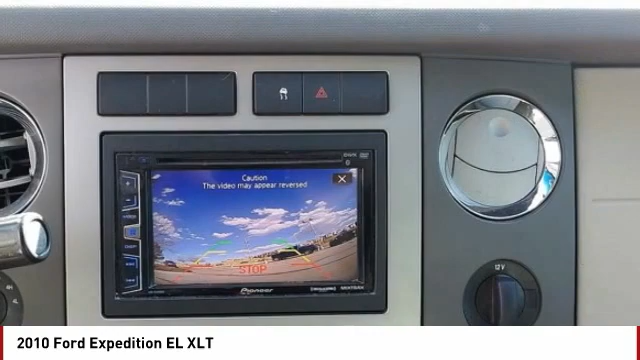 Caution
The video may appear reversed
STOP
Pioneer
12V
2010 Ford Expedition EL XLT